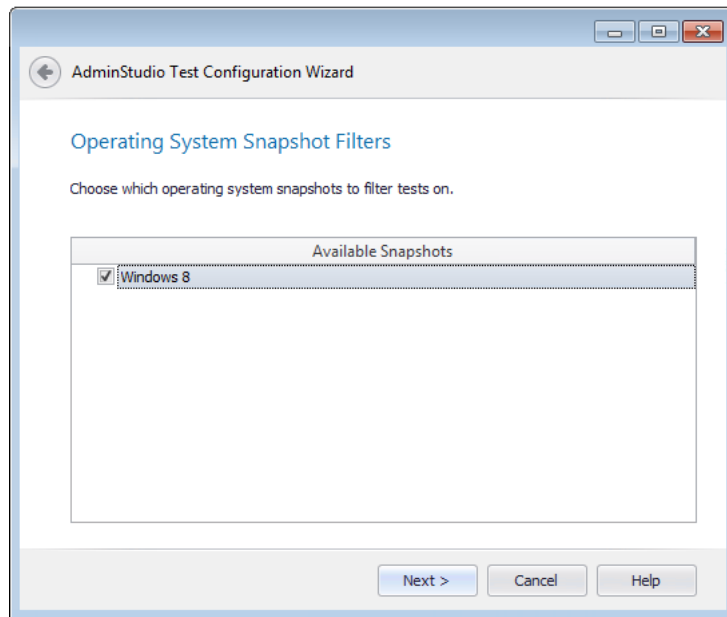 AdminStudio Test Configuration Wizard
Operating System Snapshot Filters
Choose which operating system snapshots to filter tests on.
Available Snapshots
Windows 8
Next >
Cancel
Help